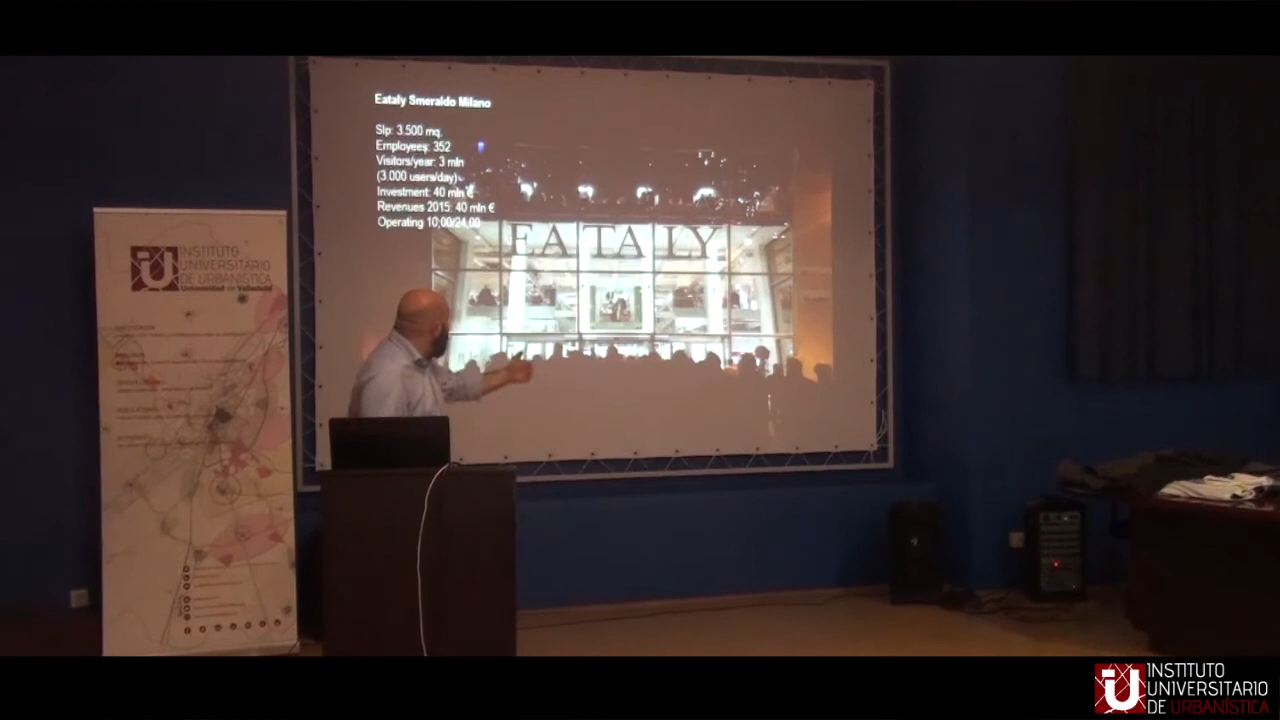 Eataly Smeraldo Milano
Slp: 3.500 mq.
Employees: 352
Visitors/year: 3 mln
(3.000 users/day)
Investment: 40 mln €
Revenues 2015: 40 mln €
Operating 10,00/24,00
EATALY
iU INSTITUTO
UNIVERSITARIO
DE URBANÍSTICA
Universidad de Valladolid
iU INSTITUTO
UNIVERSITARIO
DE URBANÍSTICA